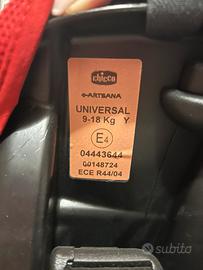 chicco
ARTSANA
UNIVERSAL
9-18 Kg Y
E4
04443644
00148724
ECE R44/04
subito